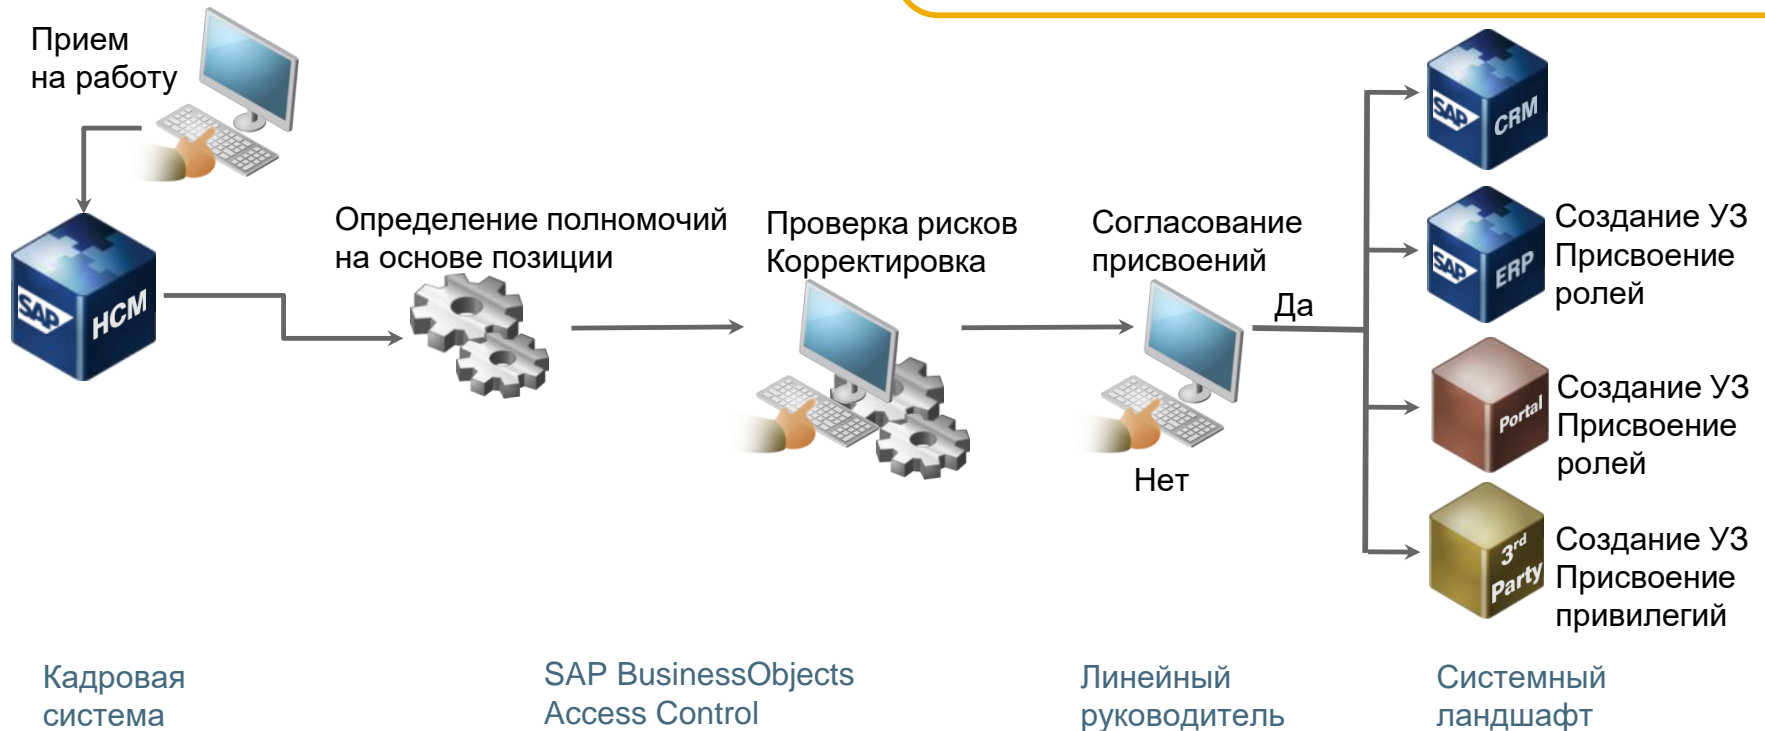 Прием
на работу
SAP
HCM
Определение полномочий
на основе позиции
Проверка рисков
Корректировка
Согласование
присвоений
Да
Нет
SAP
CRM
SAP
ERP
Создание УЗ
Присвоение
ролей
Portal
Создание УЗ
Присвоение
ролей
3rd
Party
Создание УЗ
Присвоение
привилегий
Кадровая
система
SAP BusinessObjects
Access Control
Линейный
руководитель
Системный
ландшафт